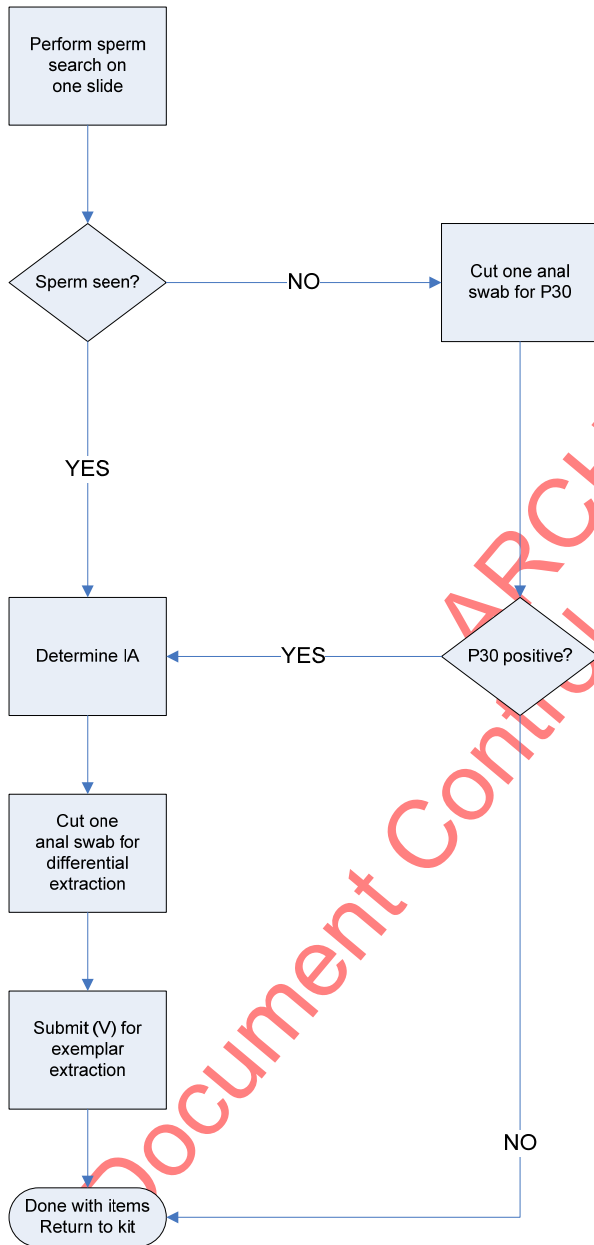 Perform sperm
search on
one slide
Sperm seen?
NO
Cut one anal
swab for P30
YES
Determine IA
YES
P30 positive?
Cut one
anal swab for
differential
extraction
Submit (V) for
exemplar
extraction
NO
Done with items
Return to kit
Document Control